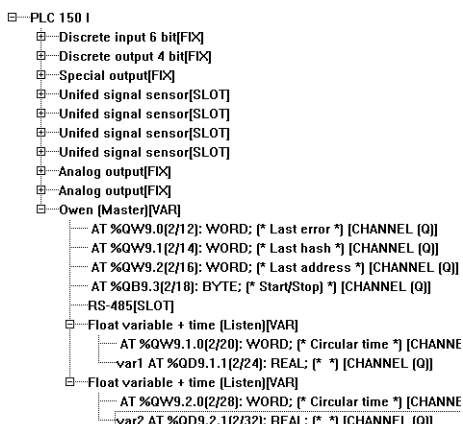 PLC 150 I
Discrete input 6 bit[FIX]
Discrete output 4 bit[FIX]
Special output[FIX]
Unifed signal sensor[SLOT]
Unifed signal sensor[SLOT]
Unifed signal sensor[SLOT]
Unifed signal sensor[SLOT]
Analog output[FIX]
Analog output[FIX]
Owen (Master)[VAR]
AT %QW9.0(2/12): WORD; (* Last error *) [CHANNEL (Q)]
AT %QW9.1(2/14): WORD; (* Last hash *) [CHANNEL (Q)]
AT %QW9.2(2/16): WORD; (* Last address *) [CHANNEL (Q)]
AT %QB9.3(2/18): BYTE; (* Start/Stop) *) [CHANNEL (Q)]
RS-485[SLOT]
Float variable + time (Listen)[VAR]
AT %QW9.1.0(2/20): WORD; (* Circular time *) [CHANNE
var1 AT %QD9.1.1(2/24): REAL; (* *) [CHANNEL (Q)]
Float variable + time (Listen)[VAR]
AT %QW9.2.0(2/28): WORD; (* Circular time *) [CHANNE
var2 AT %QD9.2.1(2/32): REAL; (* *) [CHANNEL (Q)]